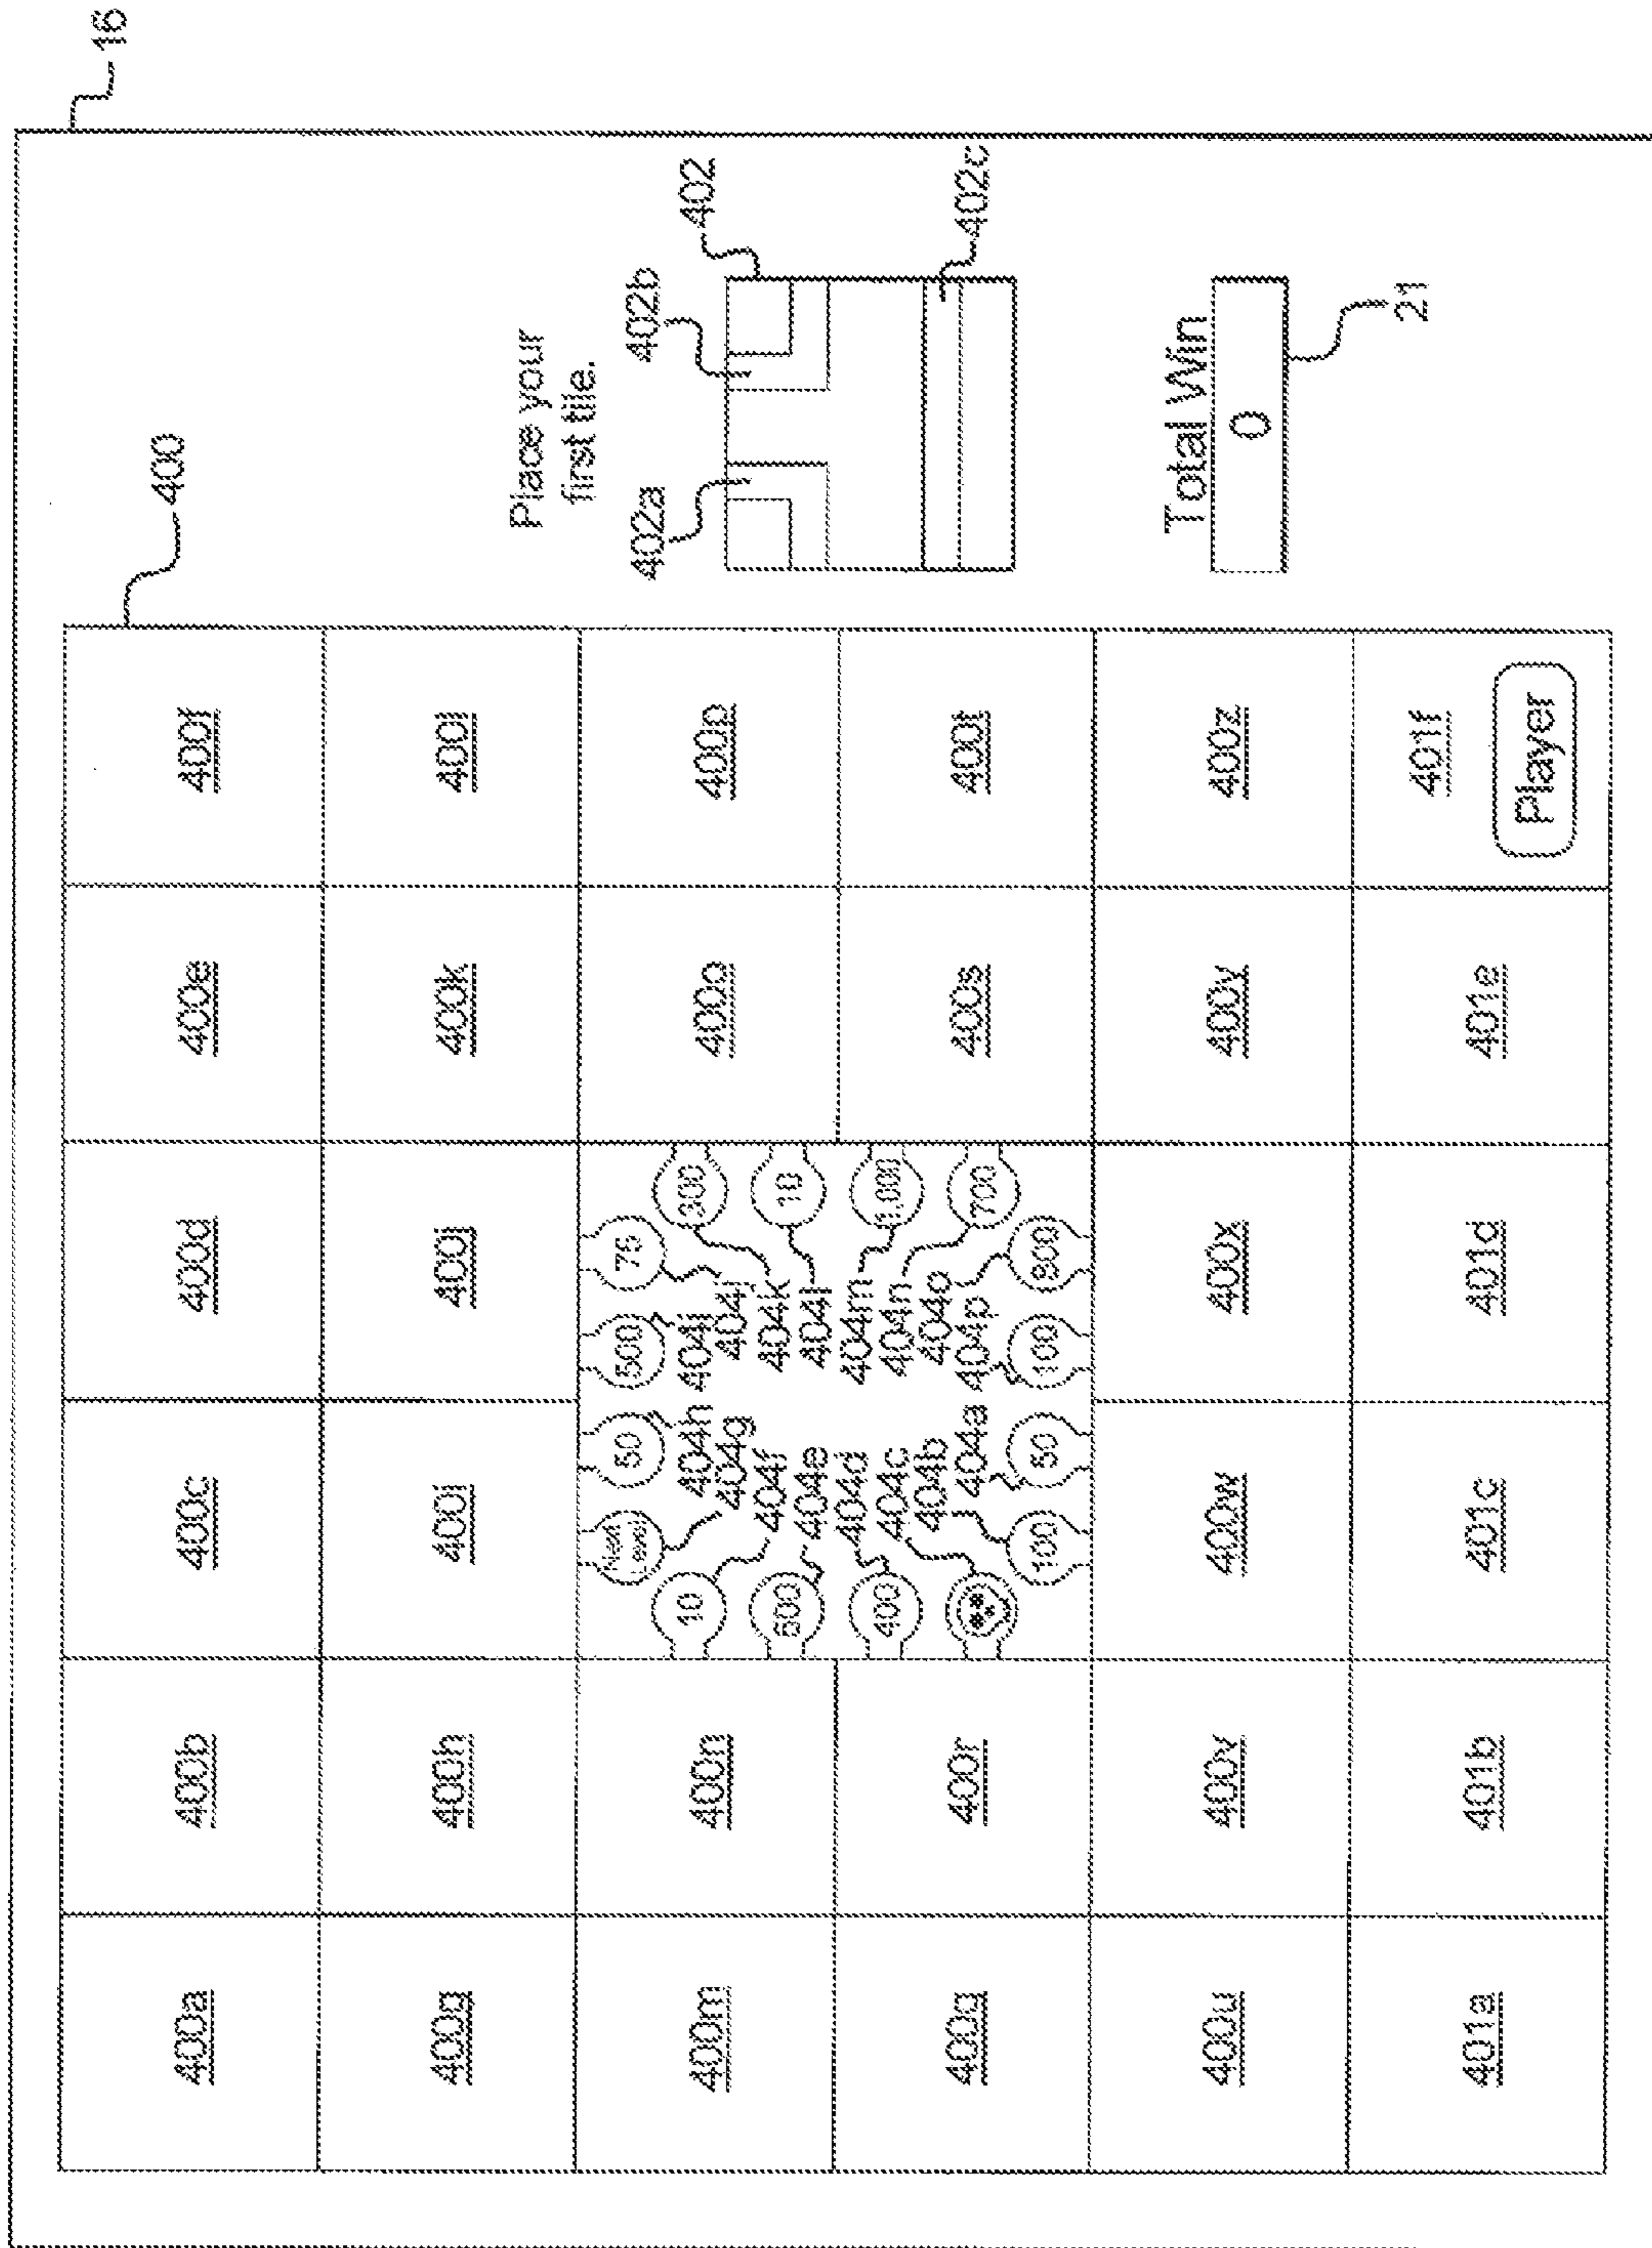 16
400
400a 400b 400c 400d 400e 400f
400g 400h 400i 400j 400k 400l
400m 400n 400o 400p
400q 400r 400s 400t
400u 400v 400w 400x 400y 400z
401a 401b 401c 401d 401e 401f
Player
Next
Level
50
500
75
10
500
400
300
10
1,000
700
100
50
100
800
404h 404i
404g 404j
404f 404k
404e 404l
404d 404m
404c 404n
404b 404o
404a 404p
Place your
first tile.
402a 402b 402
402c
Total Win
0
21